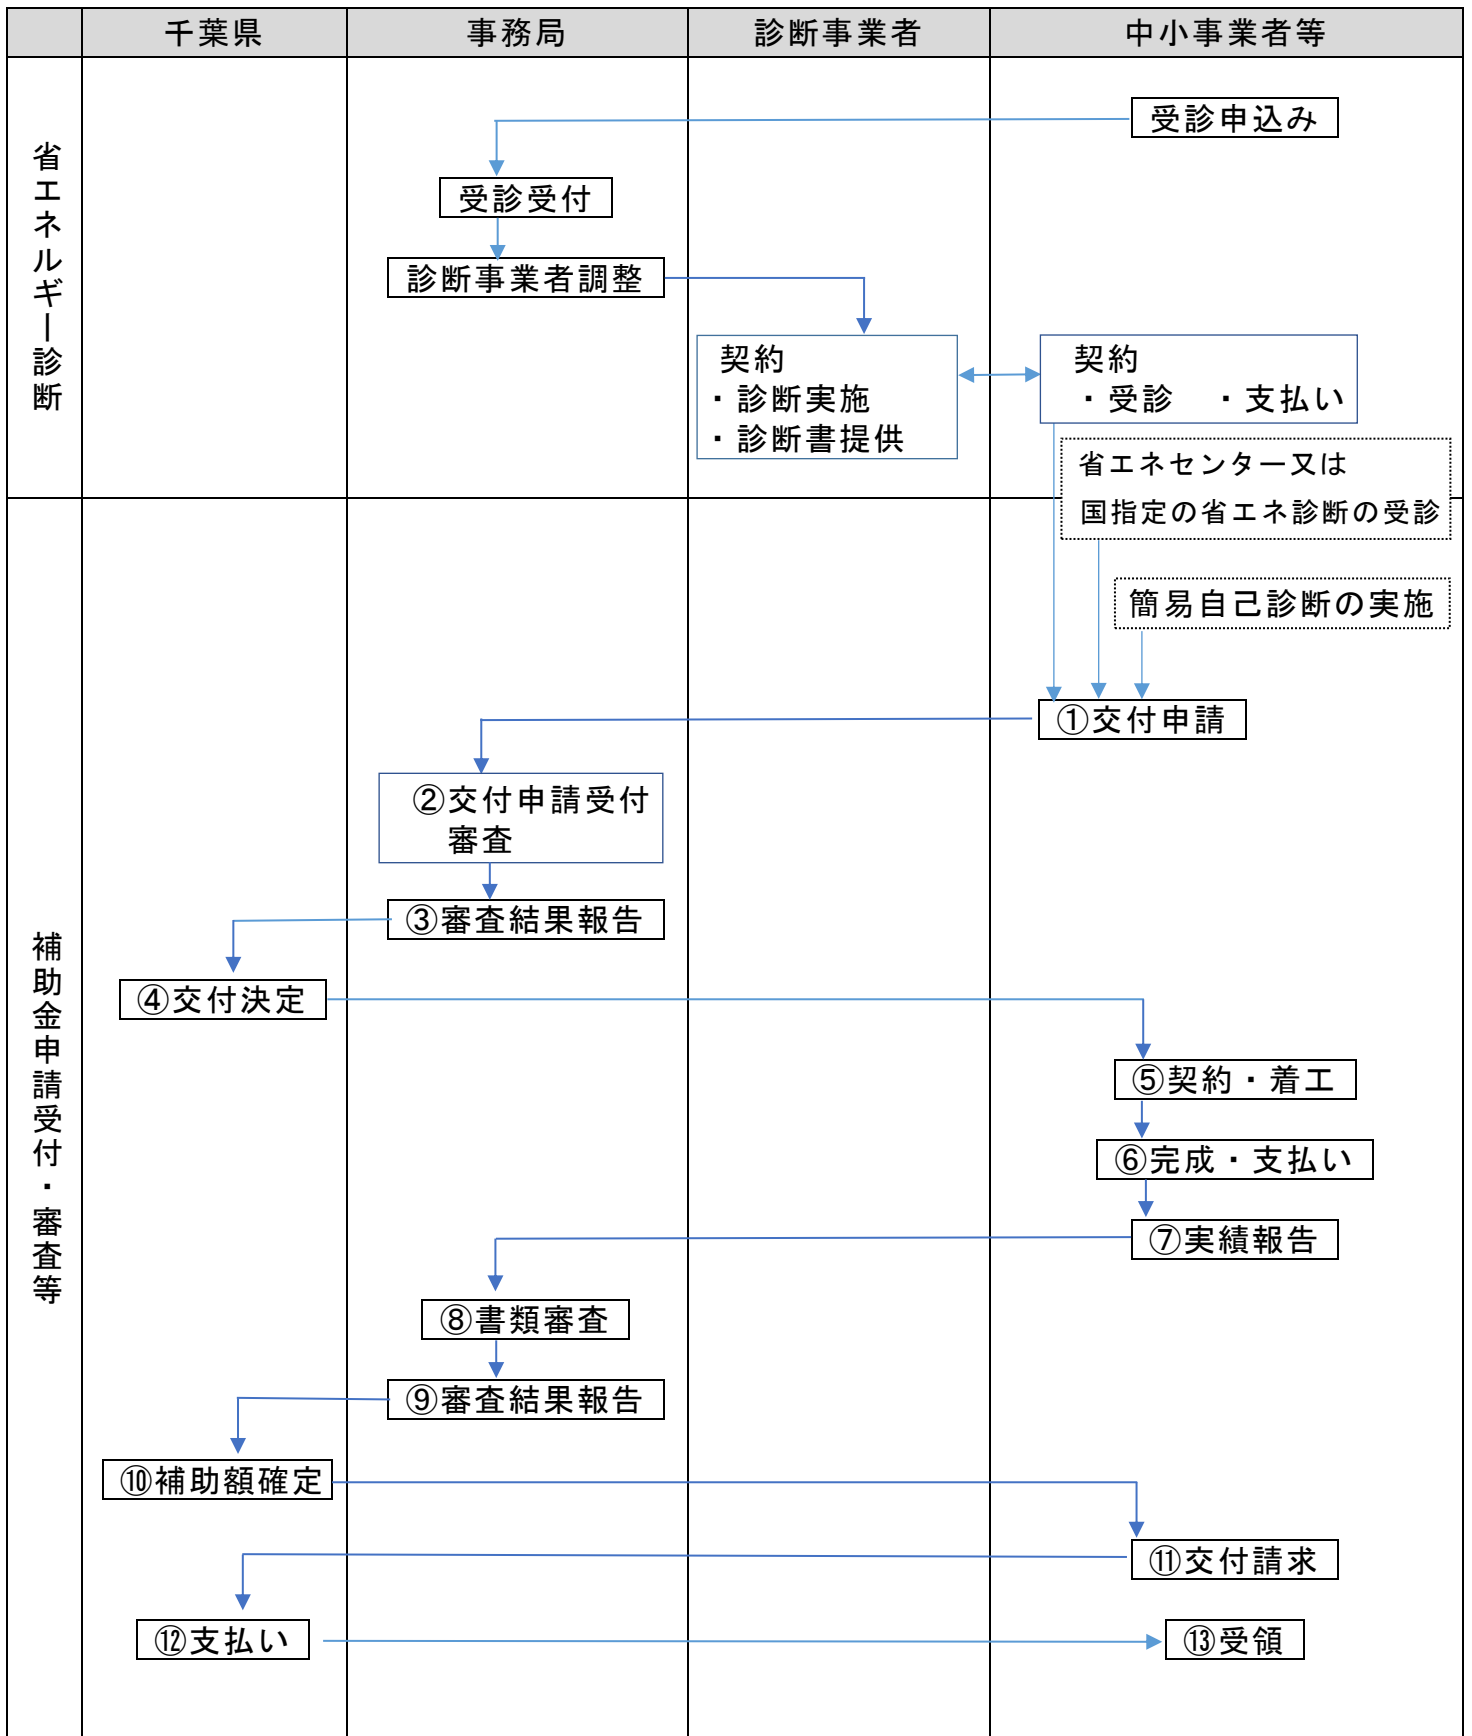 千葉県
事務局
診断事業者
中小事業者等
省エネルギー診断
受診申込み
受診受付
診断事業者調整
契約
・診断実施
・診断書提供
契約
・受診　・支払い
省エネセンター又は
国指定の省エネ診断の受診
簡易自己診断の実施
補助金申請受付・審査等
①交付申請
②交付申請受付
審査
③審査結果報告
④交付決定
⑤契約・着工
⑥完成・支払い
⑦実績報告
⑧書類審査
⑨審査結果報告
⑩補助額確定
⑪交付請求
⑫支払い
⑬受領